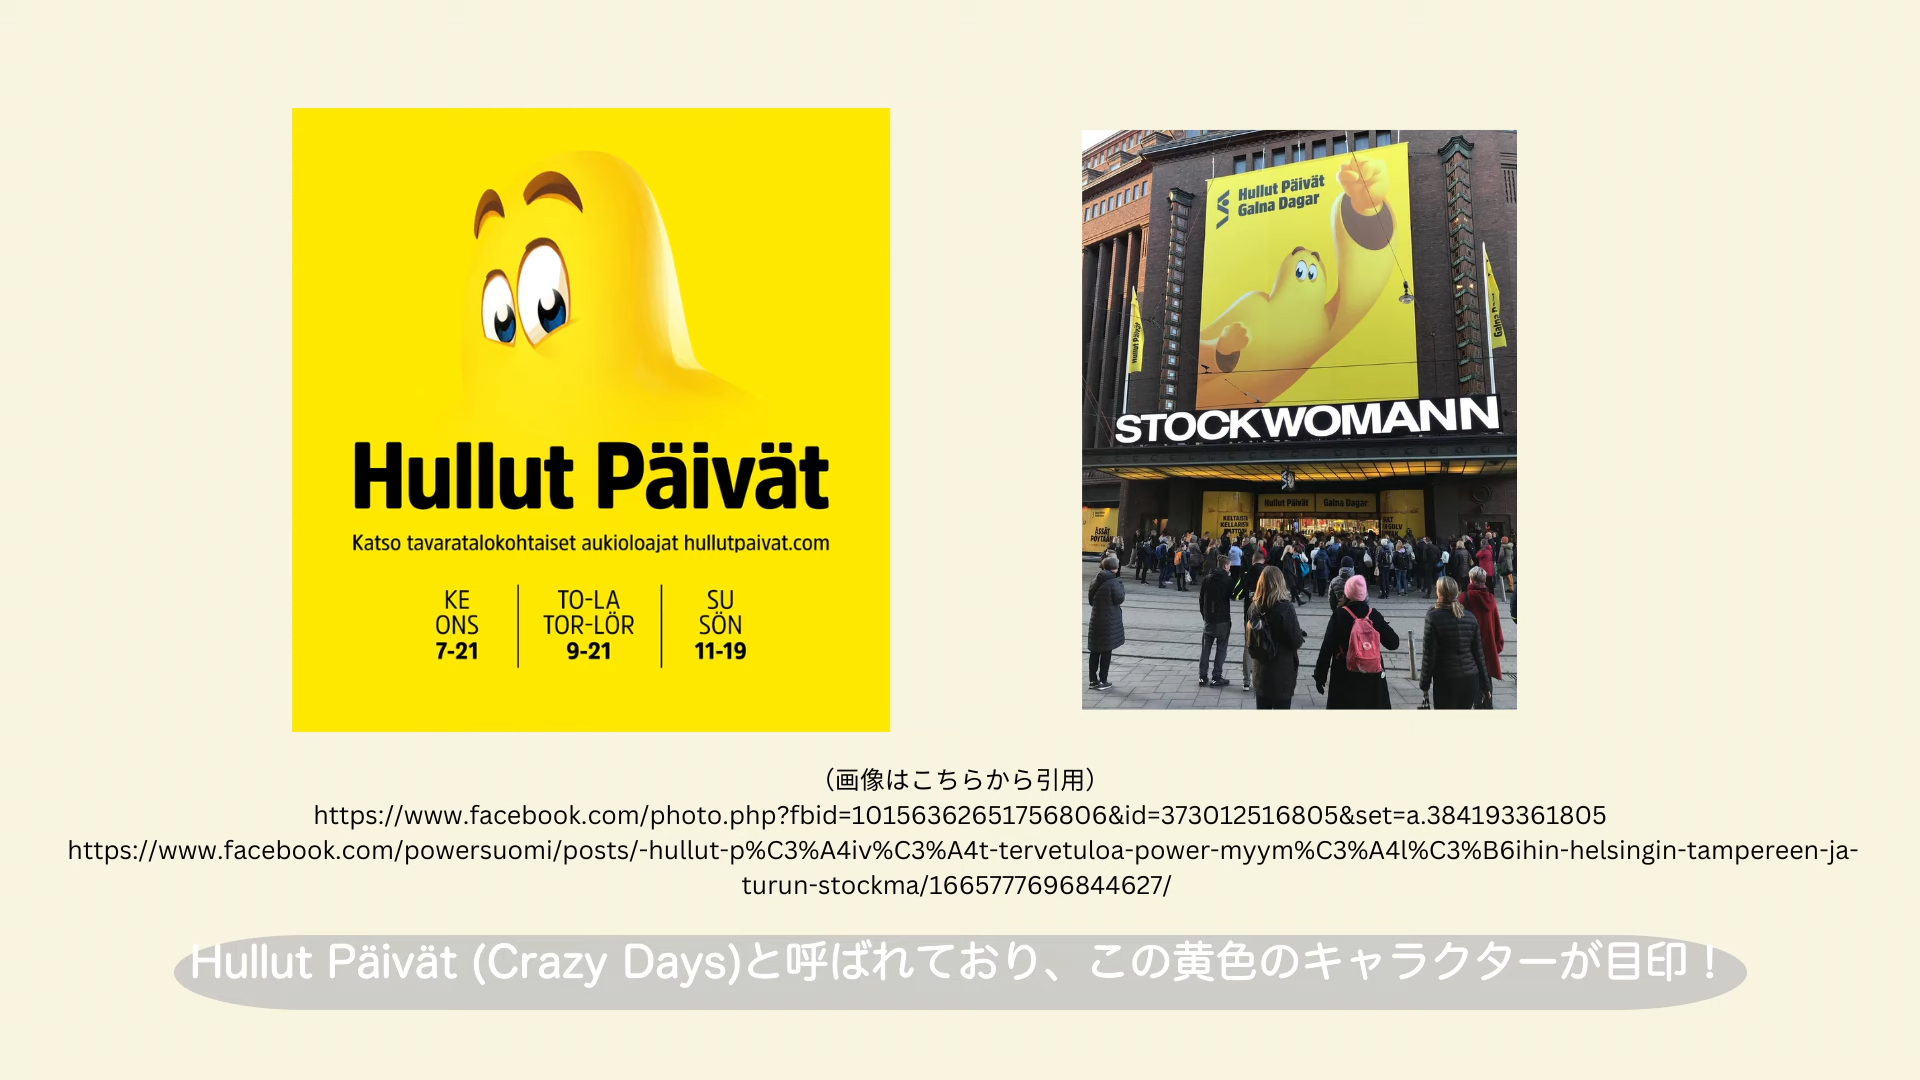 Hullut Päivät
Katso tavaratalokohtaiset aukioloajat hullutpaivat.com
KE
ONS
7-21
TO-LA
TOR-LÖR
9-21
SU
SÖN
11-19
Hullut Päivät
Galna Dagar
Hullut Päivät
STOCKWOMANN
Hullut Päivät
Galna Dagar
(画像はこちらから引用)
https://www.facebook.com/photo.php?fbid=10156362651756806&id=373012516805&set=a.384193361805
https://www.facebook.com/powersuomi/posts/-hullut-p%C3%A4iv%C3%A4t-tervetuloa-power-myym%C3%A4l%C3%B6ihin-helsingin-tampereen-ja-
turun-stockma/1665777696844627/
Hullut Päivät (Crazy Days)と呼ばれており、この黄色のキャラクターが目印！